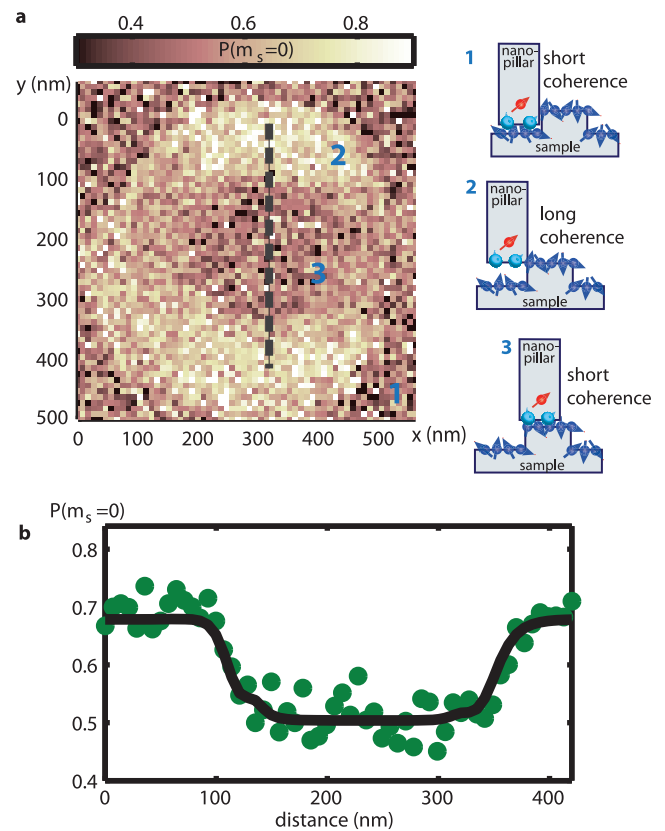 a
0.4 0.6 0.8
P(m_s=0)
y (nm)
0
100
200
300
400
500
2
3
1
0 100 200 300 400 500
x (nm)
1
nano-
pillar
short
coherence
sample
2
nano-
pillar
long
coherence
sample
3
nano-
pillar
short
coherence
sample
P(m_s=0)
b
0.8
0.7
0.6
0.5
0.4
0 100 200 300 400
distance (nm)